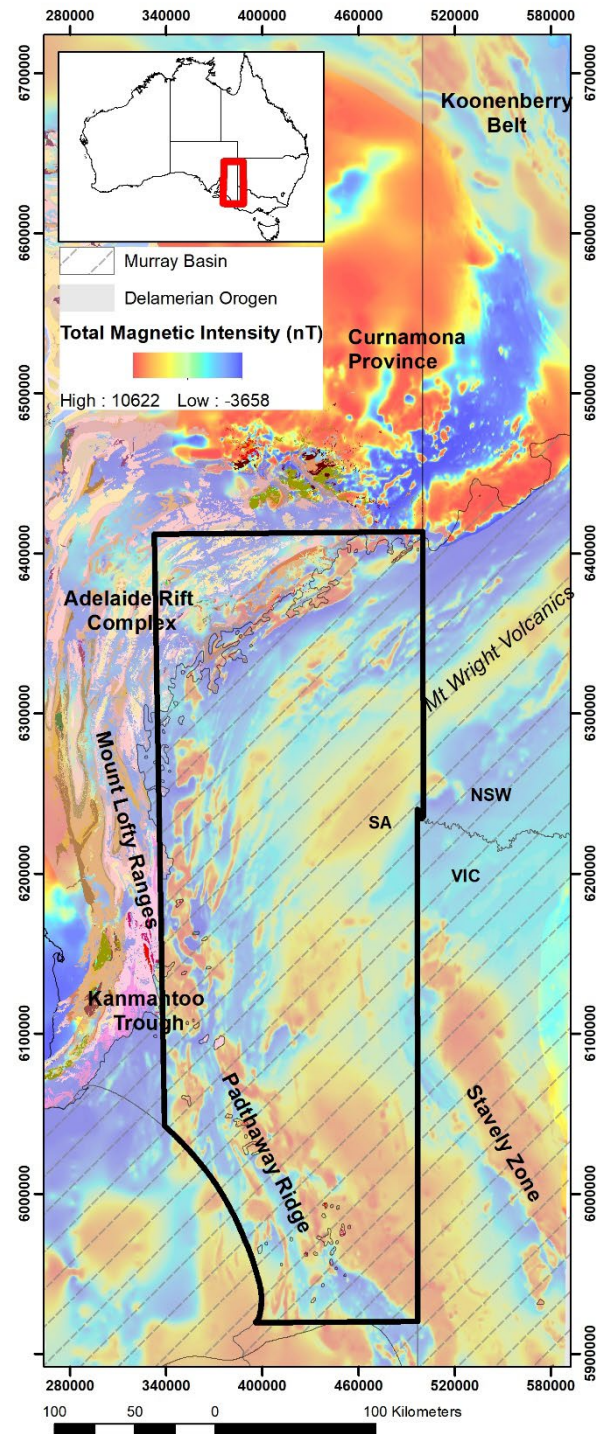 280000 340000 400000 460000 520000 580000
6700000
6600000
6500000
6400000
6300000
6200000
6100000
6000000
5900000
Koonenberry
Belt
Murray Basin
Delamerian Orogen
Total Magnetic Intensity (nT)
High : 10622 Low : -3658
Curnamona
Province
Adelaide Rift
Complex
Mt Wright Volcanics
Mount Lofty Ranges
NSW
SA
VIC
Kanmantoo
Trough
Padthaway Ridge
Stavely Zone
6700000
6600000
6500000
6400000
6300000
6200000
6100000
6000000
5900000
280000 340000 400000 460000 520000 580000
100 50 0 100 Kilometers